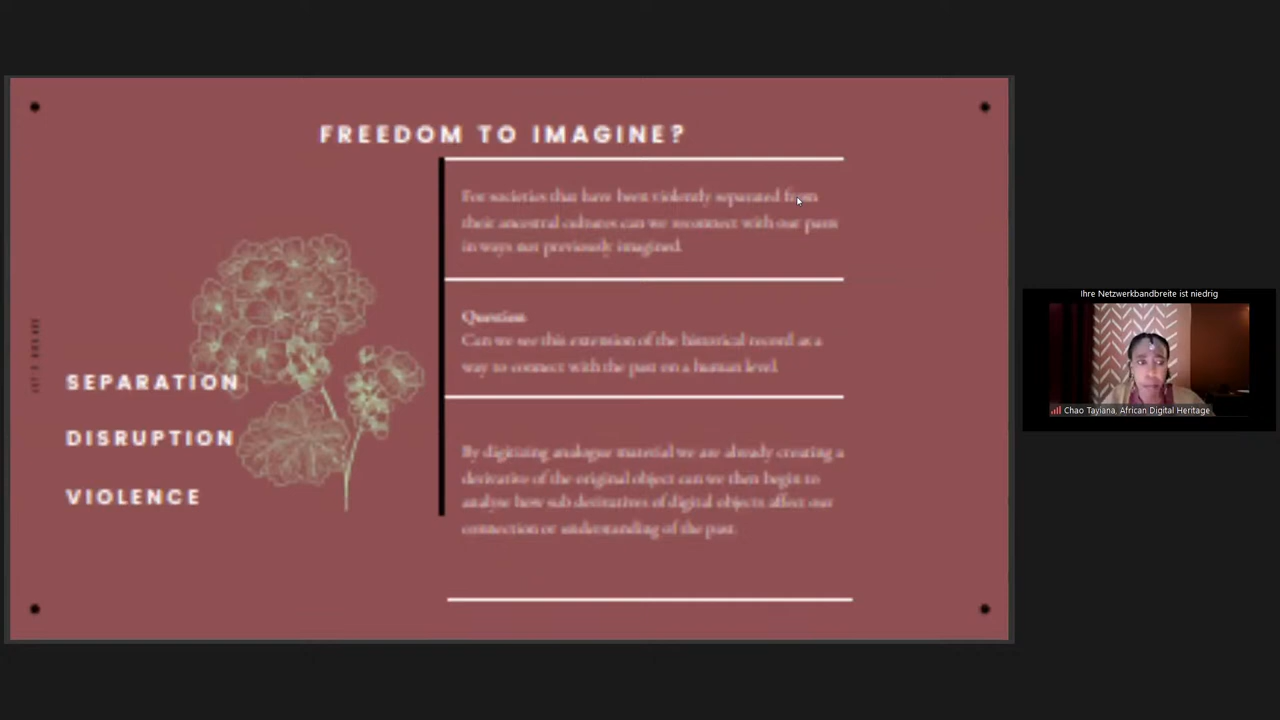 FREEDOM TO IMAGINE?
For societies that have been violently separated from
their ancestral cultures can we reconnect with our pasts
in ways not previously imagined.
Question
Can we see this extension of the historical record as a
way to connect with the past on a human level.
By digitizing analogue material we are already creating a
derivative of the original object can we then begin to
analyse how sub derivatives of digital objects affect our
connection or understanding of the past.
SEPARATION
DISRUPTION
VIOLENCE
Ihre Netzwerkbandbreite ist niedrig
Chao Tayiana, African Digital Heritage